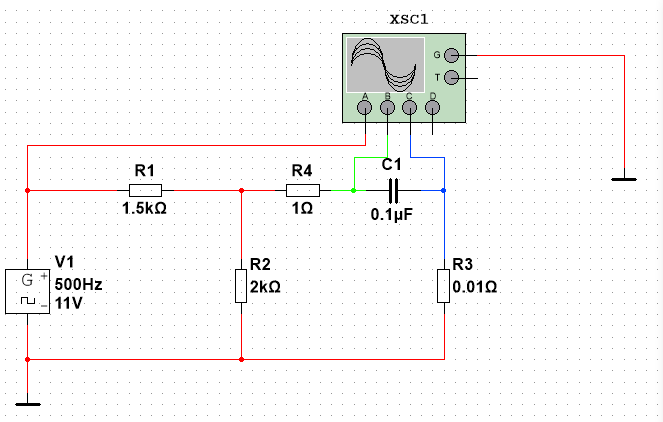 XSC1
G
T
A B C D
R1
1.5kΩ
R4
1Ω
C1
0.1µF
V1
G + 500Hz
− 11V
R2
2kΩ
R3
0.01Ω